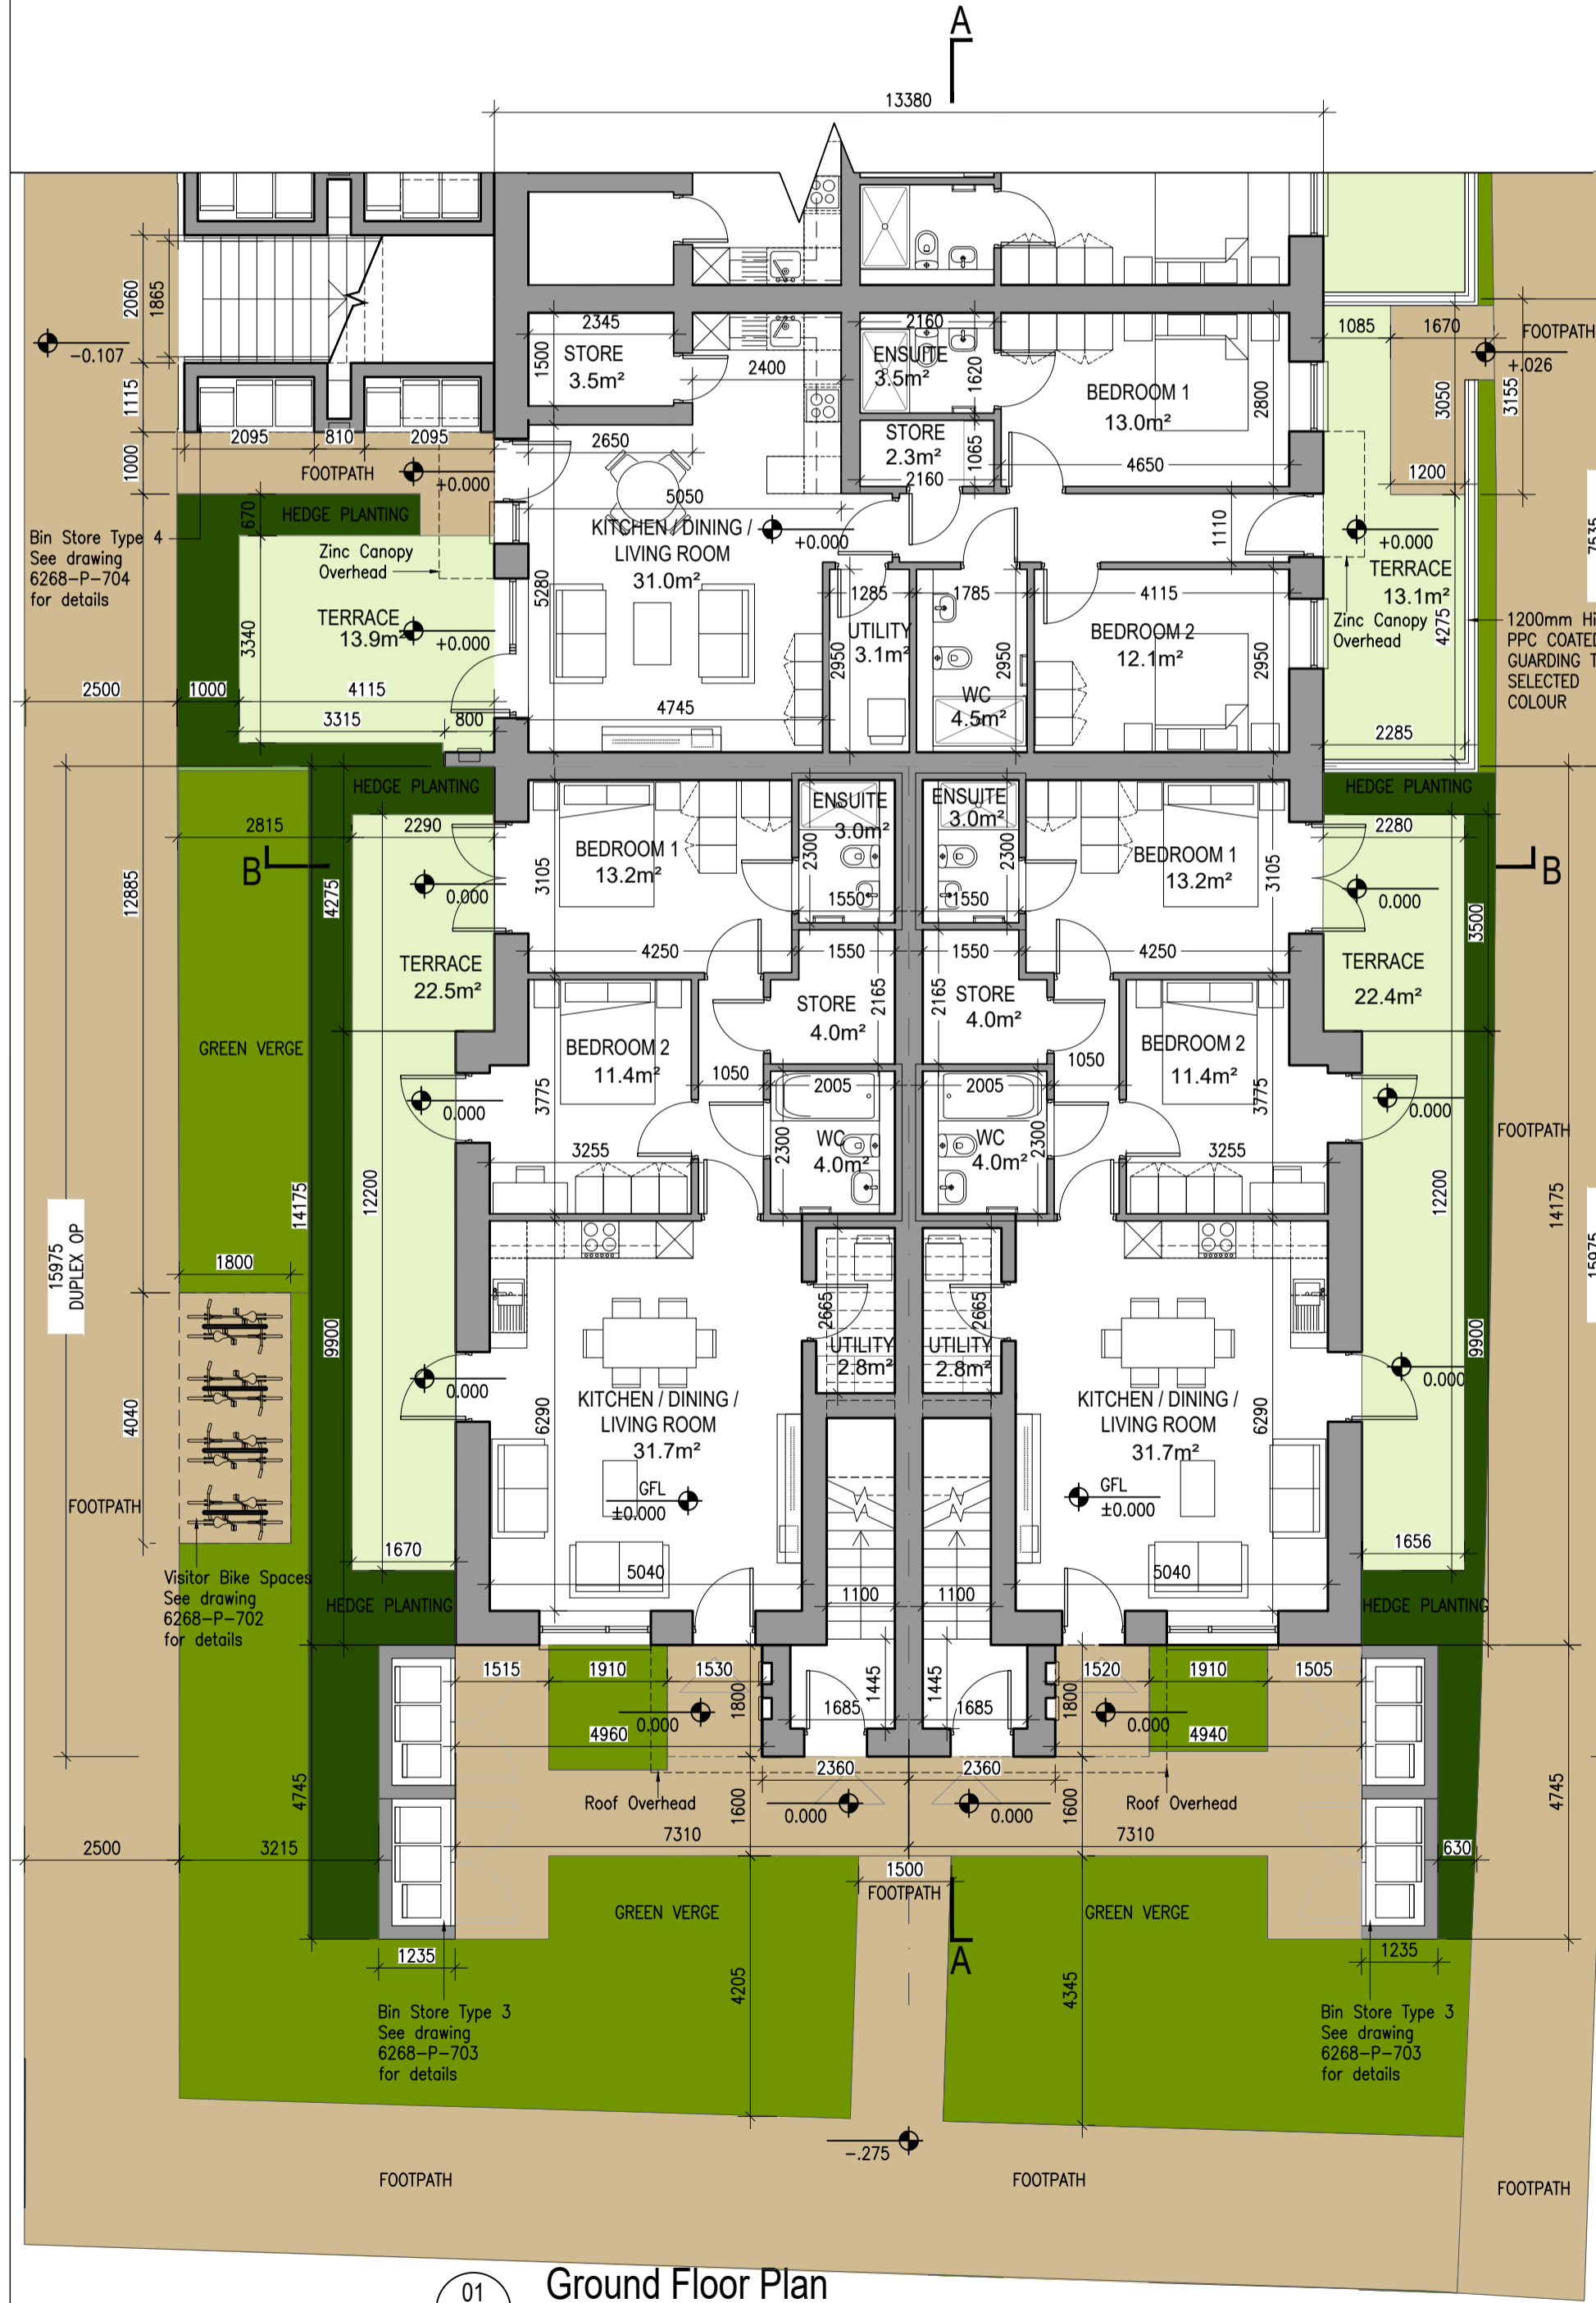 A
13380
2060
1865
-0.107
1115
1000
2095
810
2095
FOOTPATH
+0.000
670
HEDGE PLANTING
Bin Store Type 4
See drawing
6268-P-704
for details
Zinc Canopy
Overhead
TERRACE
13.9m²
+0.000
3340
2500
1000
4115
3315
800
2345
1500
STORE
3.5m²
2400
2650
5050
KITCHEN / DINING /
LIVING ROOM
31.0m²
+0.000
5280
4745
2160
ENSUITE
3.5m²
1620
STORE
2.3m²
1065
2160
BEDROOM 1
13.0m²
2800
4650
1110
1285
UTILITY
3.1m²
2950
1785
2950
WC
4.5m²
4115
BEDROOM 2
12.1m²
2950
1085
1670
FOOTPATH
+.026
3050
3155
1200
+0.000
TERRACE
13.1m²
Zinc Canopy
Overhead
4275
2285
7535
1200mm Hi
PPC COATED
GUARDING T
SELECTED
COLOUR
HEDGE PLANTING
2815
2290
B
12885
4275
0.000
TERRACE
22.5m²
GREEN VERGE
0.000
15975
DUPLEX OP
14175
12200
1800
9900
4040
0.000
FOOTPATH
1670
Visitor Bike Spaces
See drawing
6268-P-702
for details
HEDGE PLANTING
BEDROOM 1
13.2m²
3105
4250
ENSUITE
3.0m²
2300
1550
1550
STORE
4.0m²
2165
BEDROOM 2
11.4m²
3775
3255
1050
2005
WC
4.0m²
2300
2665
UTILITY
2.8m²
KITCHEN / DINING /
LIVING ROOM
31.7m²
6290
GFL
±0.000
5040
1100
ENSUITE
3.0m²
2300
1550
BEDROOM 1
13.2m²
3105
1550
4250
STORE
4.0m²
2165
1050
BEDROOM 2
11.4m²
3775
2005
WC
4.0m²
2300
3255
2665
UTILITY
2.8m²
KITCHEN / DINING /
LIVING ROOM
31.7m²
6290
GFL
±0.000
1100
5040
HEDGE PLANTING
2280
B
0.000
3500
TERRACE
22.4m²
0.000
FOOTPATH
12200
14175
15975
9900
0.000
1656
HEDGE PLANTING
1515
1910
1530
1800
0.000
4960
1445
1685
1445
1685
1520
1910
1505
1800
0.000
4940
2360
2360
Roof Overhead
1600
0.000
0.000
1600
Roof Overhead
4745
4745
7310
7310
2500
3215
630
1500
FOOTPATH
GREEN VERGE
GREEN VERGE
A
1235
1235
4205
4345
Bin Store Type 3
See drawing
6268-P-703
for details
Bin Store Type 3
See drawing
6268-P-703
for details
-.275
FOOTPATH
FOOTPATH
FOOTPATH
01
Ground Floor Plan